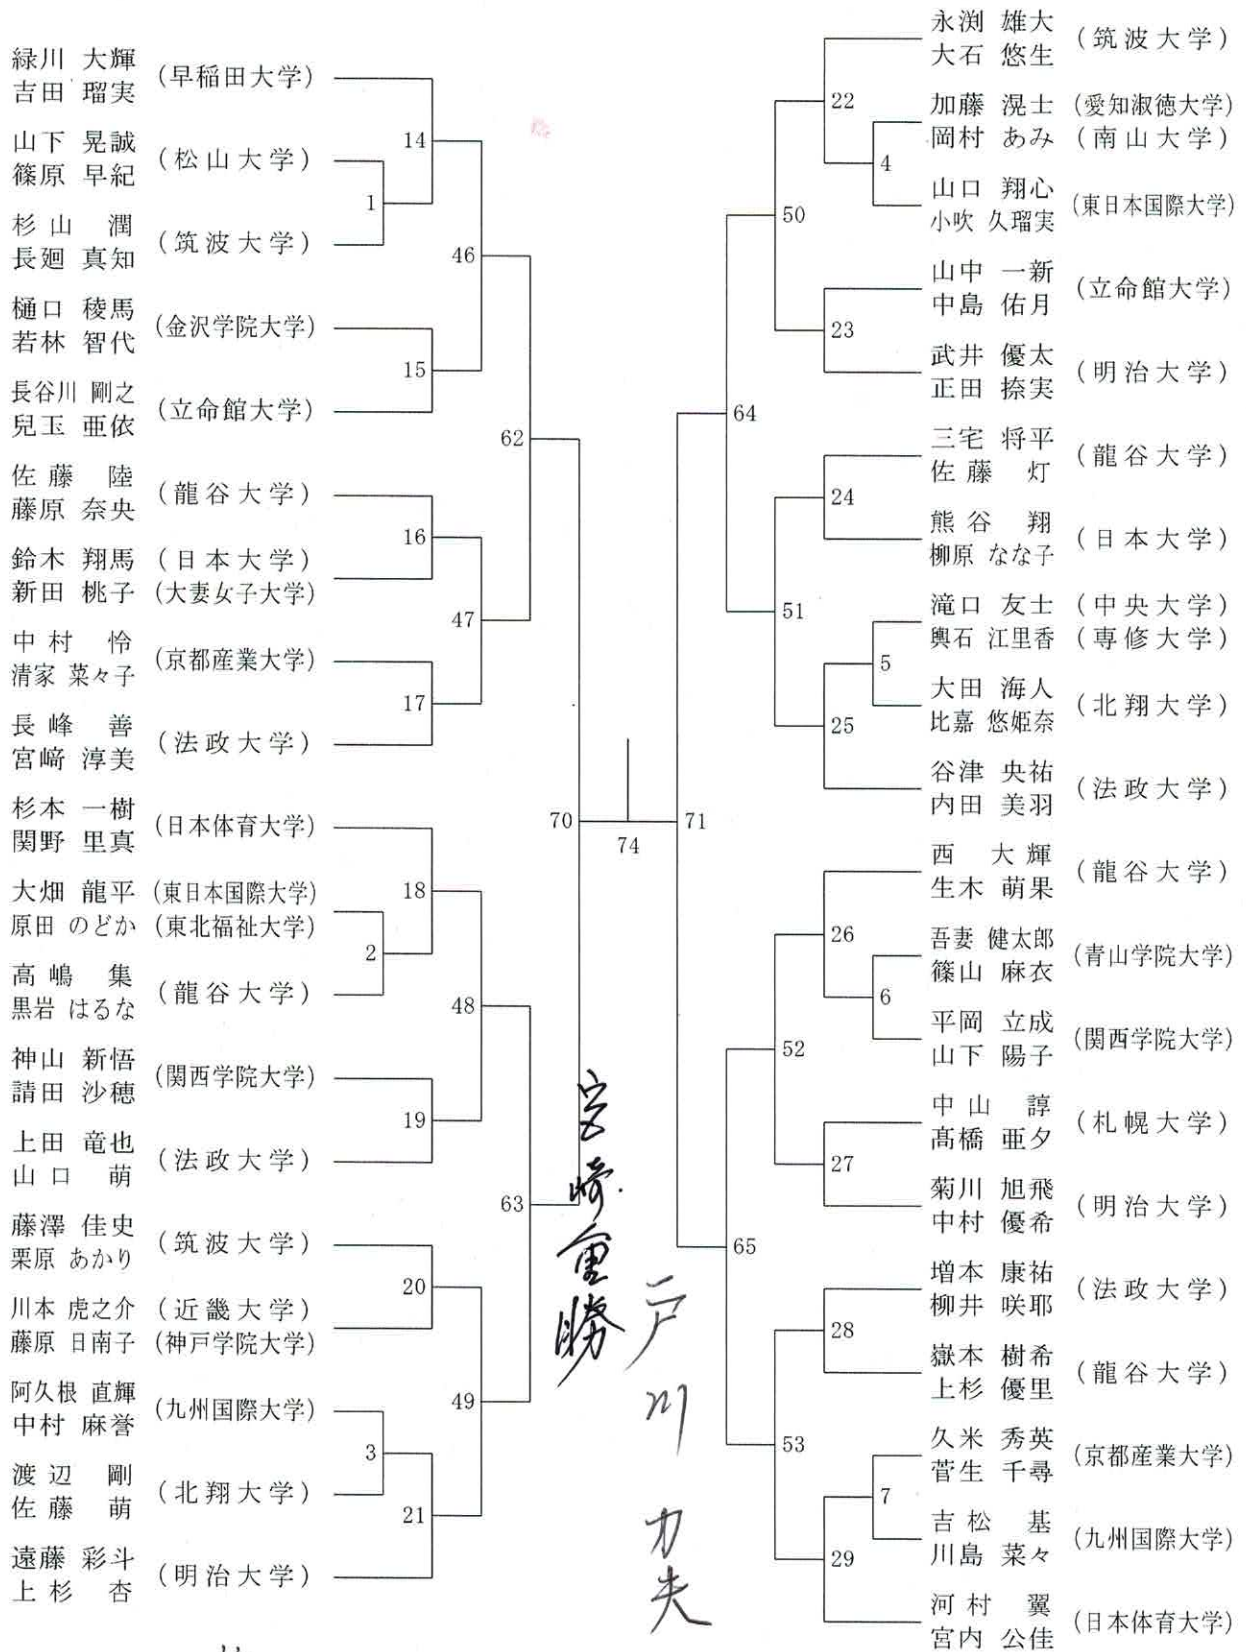 緑川 大輝
吉田 瑠実
(早稲田大学)
山下 晃誠
篠原 早紀
(松山大学)
杉山 潤
長廻 真知
(筑波大学)
樋口 稜馬
若林 智代
(金沢学院大学)
長谷川 剛之
兒玉 亜依
(立命館大学)
佐藤 陸
藤原 奈央
(龍谷大学)
鈴木 翔馬 (日本大学)
新田 桃子 (大妻女子大学)
中村 怜
清家 菜々子
(京都産業大学)
長峰 善
宮﨑 淳美
(法政大学)
杉本 一樹
関野 里真
(日本体育大学)
大畑 龍平 (東日本国際大学)
原田 のどか (東北福祉大学)
高嶋 集
黒岩 はるな
(龍谷大学)
神山 新悟
請田 沙穂
(関西学院大学)
上田 竜也
山口 萌
(法政大学)
藤澤 佳史
栗原 あかり
(筑波大学)
川本 虎之介 (近畿大学)
藤原 日南子 (神戸学院大学)
阿久根 直輝
中村 麻誉
(九州国際大学)
渡辺 剛
佐藤 萌
(北翔大学)
遠藤 彩斗
上杉 杏
(明治大学)
14
1
46
15
62
16
47
17
70
18
2
48
19
63
20
49
3
21
74
宮崎重勝
戸川力夫
71
22
4
50
23
64
24
51
5
25
26
6
52
27
65
28
53
7
29
永渕 雄大
大石 悠生
(筑波大学)
加藤 滉士 (愛知淑徳大学)
岡村 あみ (南山大学)
山口 翔心
小吹 久瑠実
(東日本国際大学)
山中 一新
中島 佑月
(立命館大学)
武井 優太
正田 捺実
(明治大学)
三宅 将平
佐藤 灯
(龍谷大学)
熊谷 翔
柳原 なな子
(日本大学)
滝口 友士 (中央大学)
輿石 江里香 (専修大学)
大田 海人
比嘉 悠姫奈
(北翔大学)
谷津 央祐
内田 美羽
(法政大学)
西 大輝
生木 萌果
(龍谷大学)
吾妻 健太郎
篠山 麻衣
(青山学院大学)
平岡 立成
山下 陽子
(関西学院大学)
中山 諄
髙橋 亜夕
(札幌大学)
菊川 旭飛
中村 優希
(明治大学)
増本 康祐
柳井 咲耶
(法政大学)
嶽本 樹希
上杉 優里
(龍谷大学)
久米 秀英
菅生 千尋
(京都産業大学)
吉松 基
川島 菜々
(九州国際大学)
河村 翼
宮内 公佳
(日本体育大学)